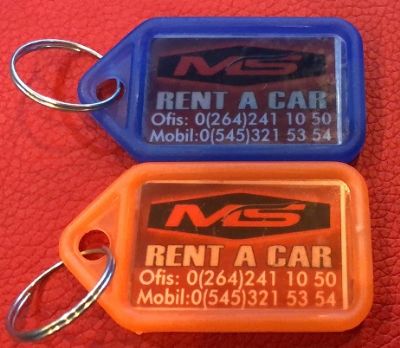 MS
RENT A CAR
Ofis: 0(264)241 10 50
Mobil:0(545)321 53 54
MS
RENT A CAR
Ofis: 0(264)241 10 50
Mobil:0(545)321 53 54